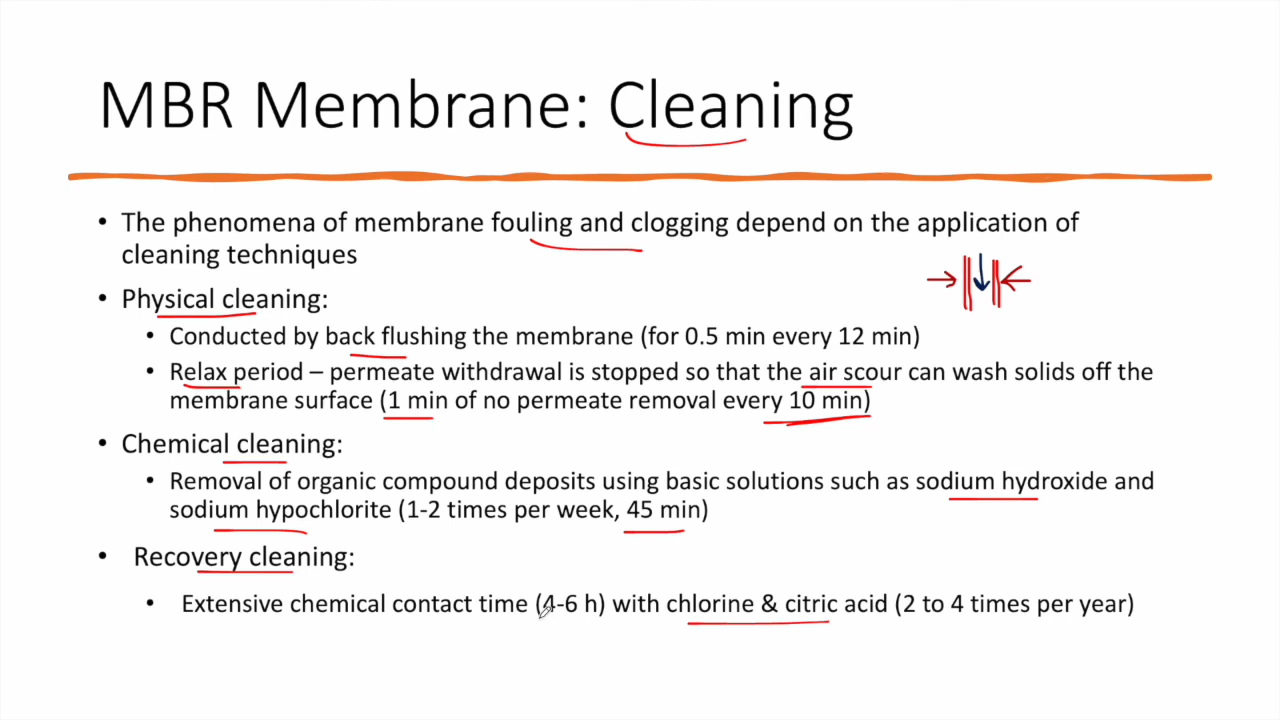 MBR Membrane: Cleaning
• The phenomena of membrane fouling and clogging depend on the application of
cleaning techniques
• Physical cleaning:
• Conducted by back flushing the membrane (for 0.5 min every 12 min)
• Relax period – permeate withdrawal is stopped so that the air scour can wash solids off the
membrane surface (1 min of no permeate removal every 10 min)
• Chemical cleaning:
• Removal of organic compound deposits using basic solutions such as sodium hydroxide and
sodium hypochlorite (1-2 times per week, 45 min)
• Recovery cleaning:
• Extensive chemical contact time (4-6 h) with chlorine & citric acid (2 to 4 times per year)